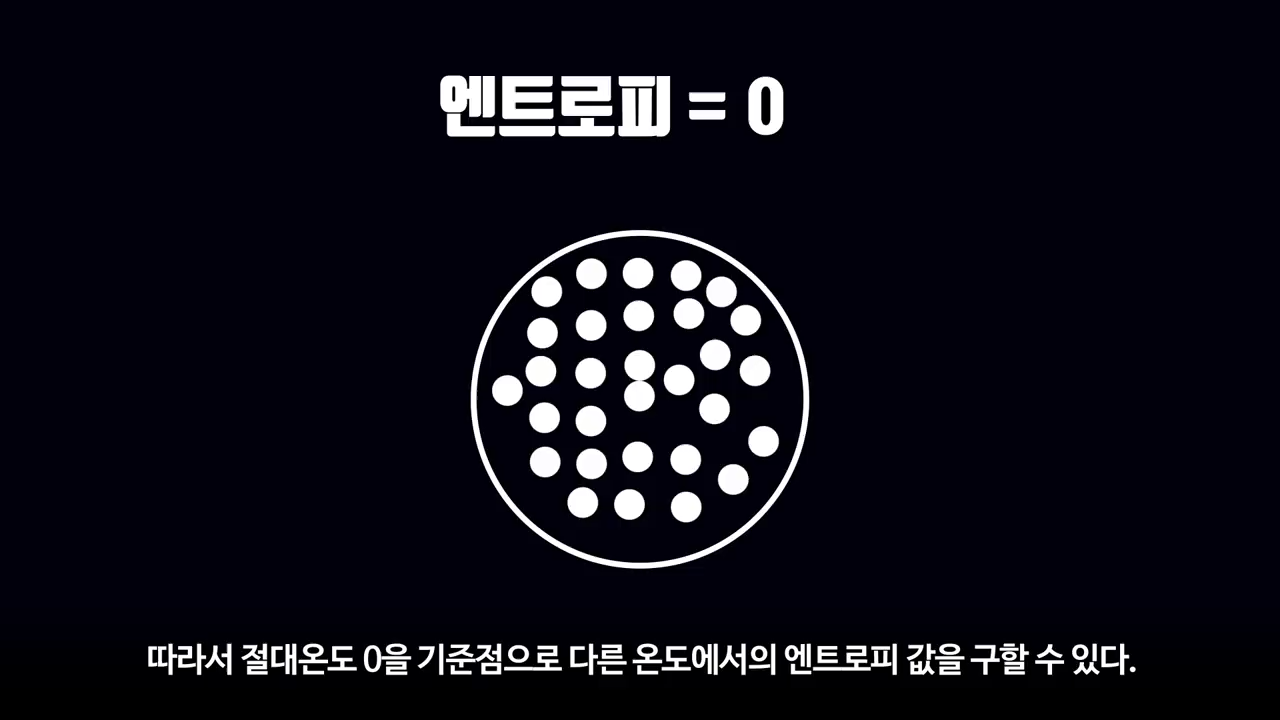 엔트로피 = 0
따라서 절대온도 0을 기준점으로 다른 온도에서의 엔트로피 값을 구할 수 있다.